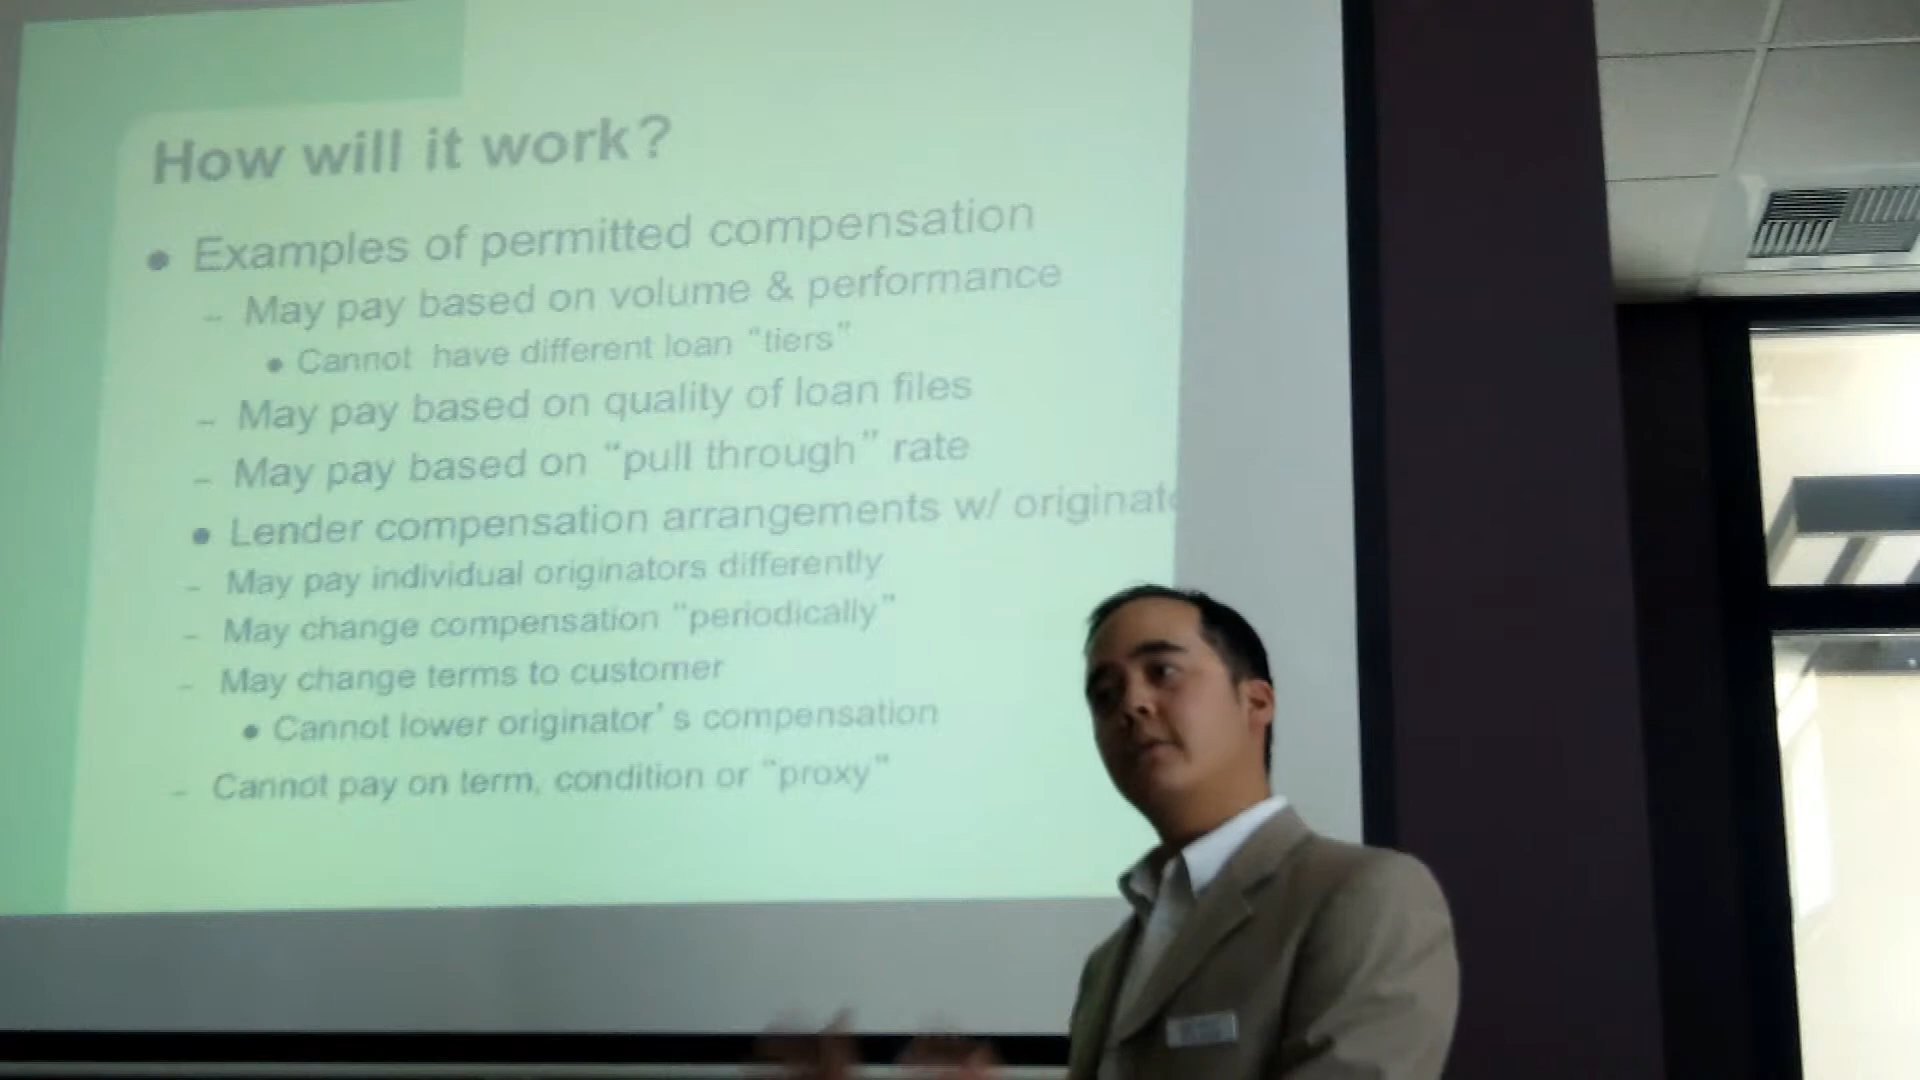 How will it work?
● Examples of permitted compensation
– May pay based on volume & performance
● Cannot have different loan “tiers”
– May pay based on quality of loan files
– May pay based on “pull through” rate
● Lender compensation arrangements w/ originato
– May pay individual originators differently
– May change compensation “periodically”
– May change terms to customer
● Cannot lower originator’s compensation
– Cannot pay on term, condition or “proxy”